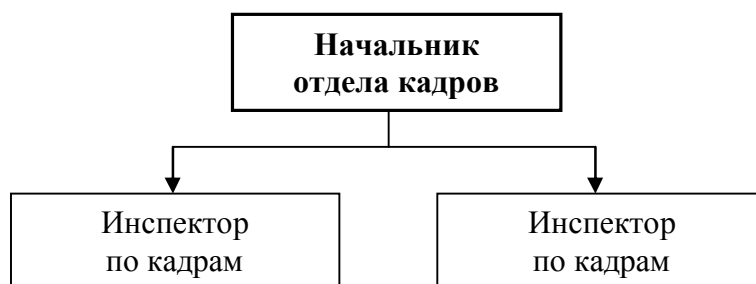 Начальник
отдела кадров
Инспектор
по кадрам
Инспектор
по кадрам